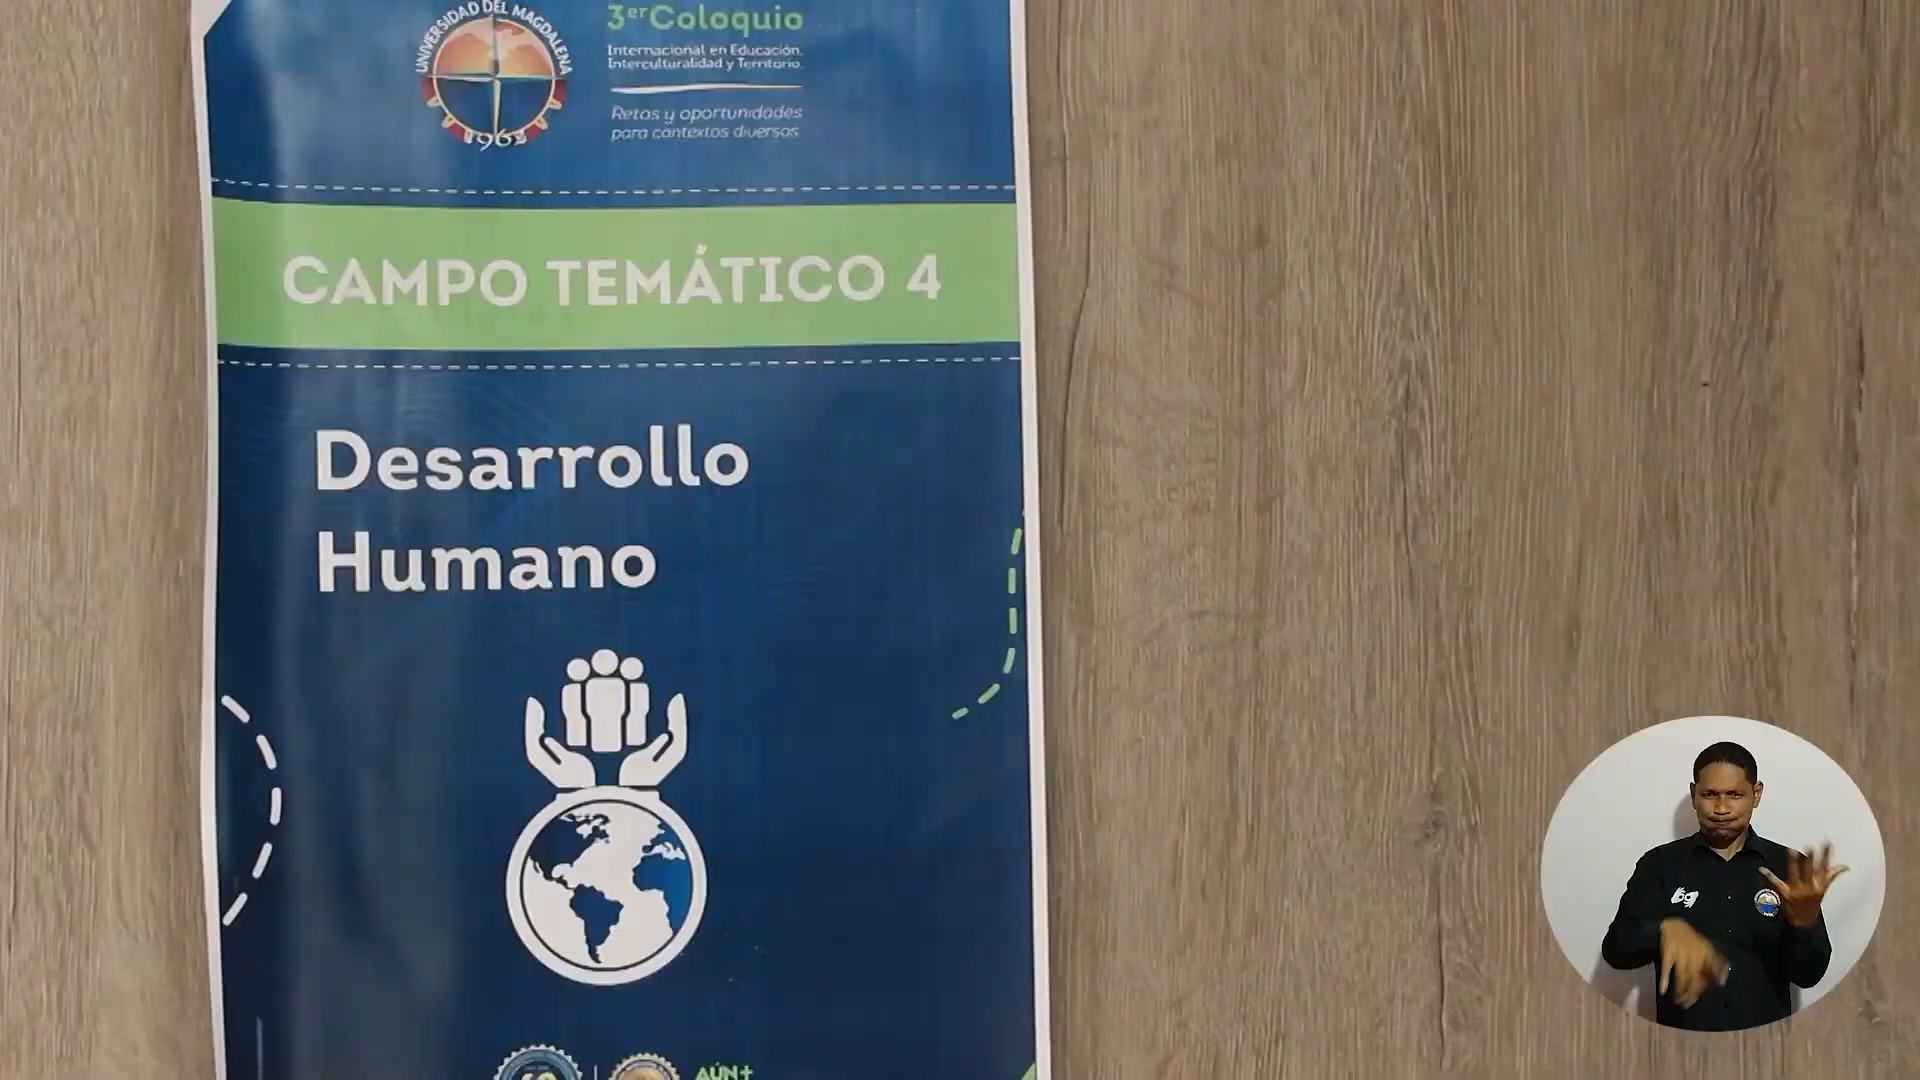 UNIVERSIDAD DEL MAGDALENA
1962
3er Coloquio
Internacional en Educación,
Interculturalidad y Territorio.
Retos y oportunidades
para contextos diversos
CAMPO TEMÁTICO 4
Desarrollo
Humano
AÚN+